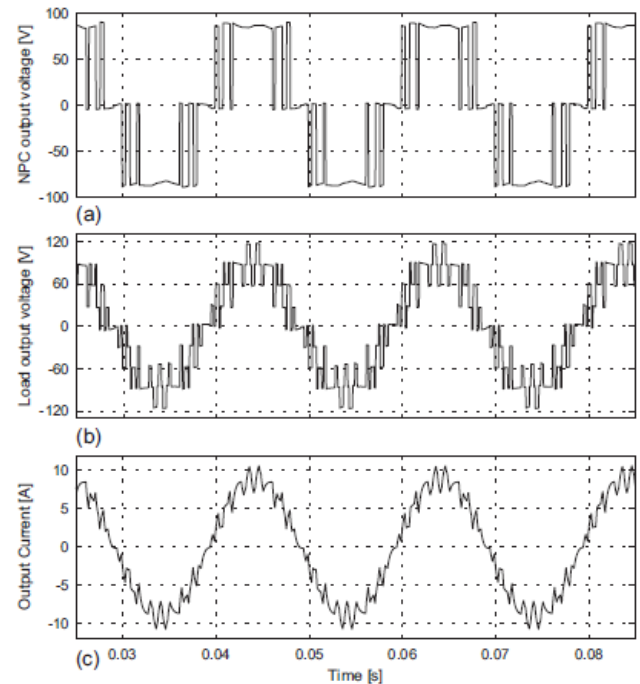 100
50
0
-50
-100
NPC output voltage [V]
(a)
120
60
0
-60
-120
Load output voltage [V]
(b)
10
5
0
-5
-10
Output Current [A]
(c)
0.03 0.04 0.05 0.06 0.07 0.08
Time [s]